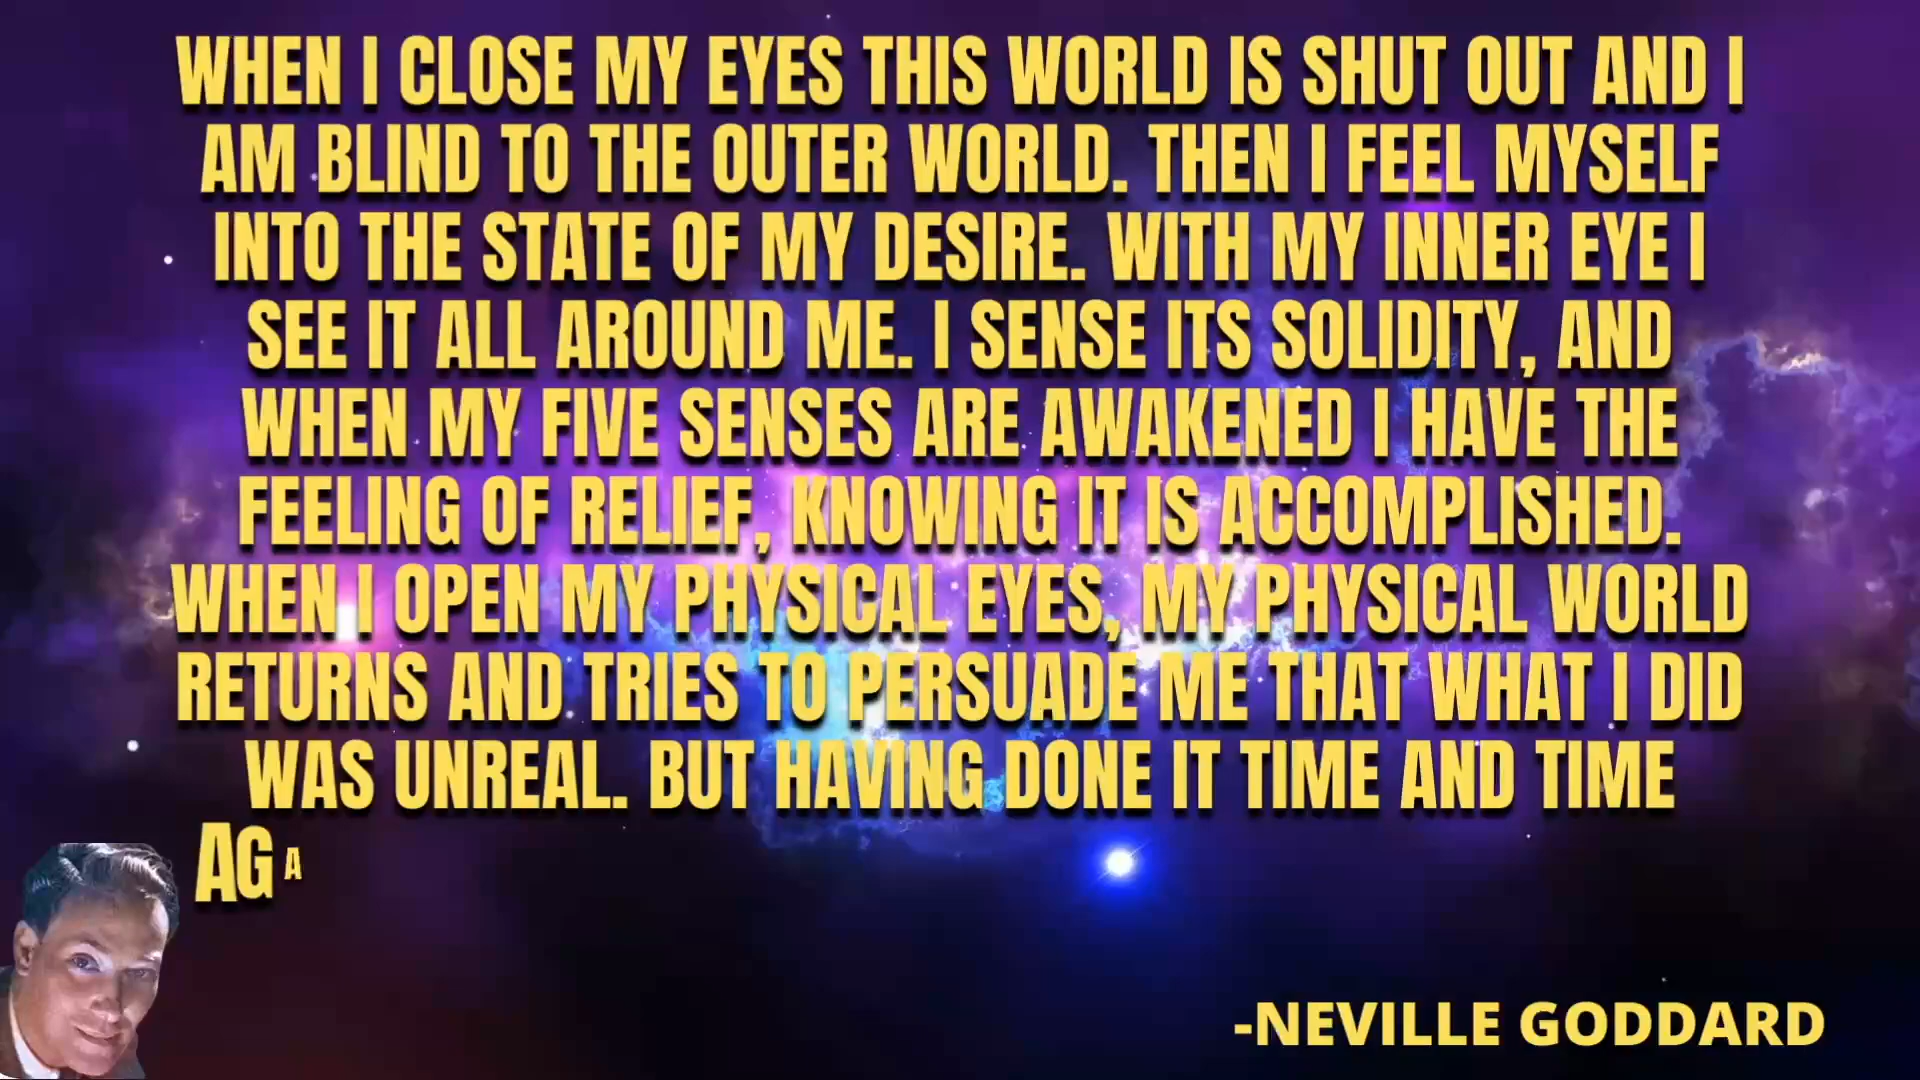 WHEN I CLOSE MY EYES THIS WORLD IS SHUT OUT AND I
AM BLIND TO THE OUTER WORLD. THEN I FEEL MYSELF
INTO THE STATE OF MY DESIRE. WITH MY INNER EYE I
SEE IT ALL AROUND ME. I SENSE ITS SOLIDITY, AND
WHEN MY FIVE SENSES ARE AWAKENED I HAVE THE
FEELING OF RELIEF, KNOWING IT IS ACCOMPLISHED.
WHEN I OPEN MY PHYSICAL EYES, MY PHYSICAL WORLD
RETURNS AND TRIES TO PERSUADE ME THAT WHAT I DID
WAS UNREAL. BUT HAVING DONE IT TIME AND TIME
AGA
-NEVILLE GODDARD